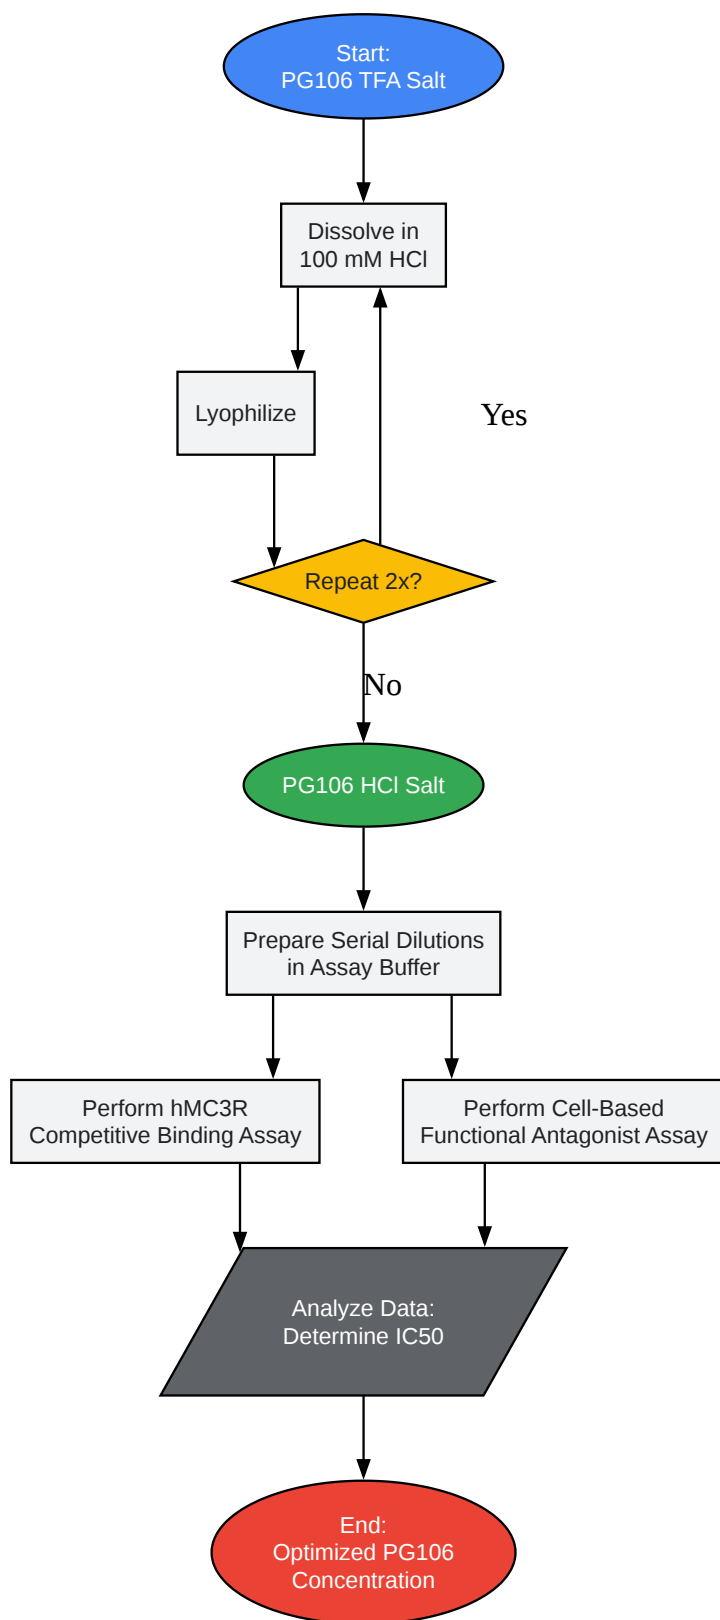 Start:
PG106 TFA Salt
Dissolve in
100 mM HCl
Lyophilize
Yes
Repeat 2x?
No
PG106 HCl Salt
Prepare Serial Dilutions
in Assay Buffer
Perform hMC3R
Competitive Binding Assay
Perform Cell-Based
Functional Antagonist Assay
Analyze Data:
Determine IC50
End:
Optimized PG106
Concentration